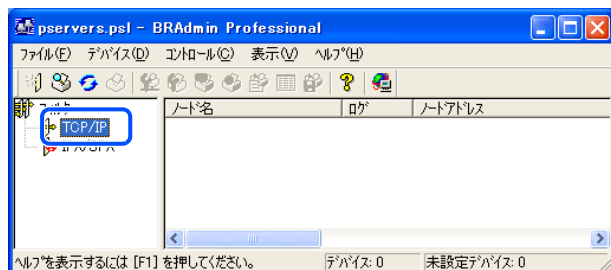 pservers.psl - BRAdmin Professional
ファイル(F) デバイス(D) コントロール(C) 表示(V) ヘルプ(H)
ノード名 ログ ノードアドレス
TCP/IP
ヘルプを表示するには [F1] を押してください。 デバイス: 0 未設定デバイス: 0